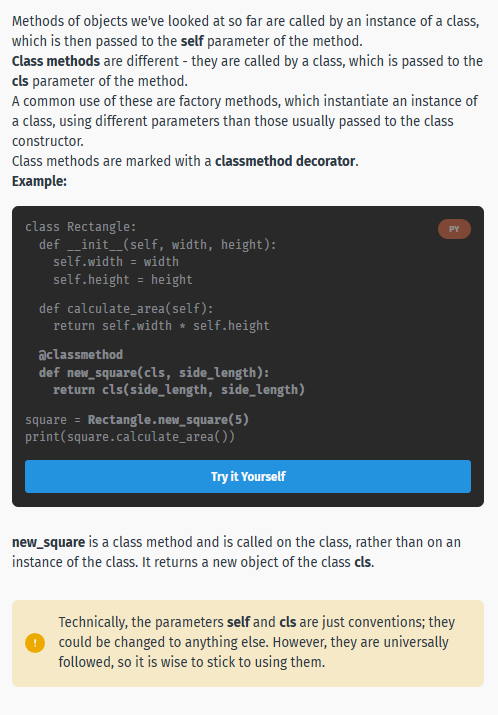 Methods of objects we've looked at so far are called by an instance of a class,
which is then passed to the self parameter of the method.
Class methods are different - they are called by a class, which is passed to the
cls parameter of the method.
A common use of these are factory methods, which instantiate an instance of
a class, using different parameters than those usually passed to the class
constructor.
Class methods are marked with a classmethod decorator.
Example:
PY
class Rectangle:
  def __init__(self, width, height):
    self.width = width
    self.height = height

  def calculate_area(self):
    return self.width * self.height

  @classmethod
  def new_square(cls, side_length):
    return cls(side_length, side_length)

square = Rectangle.new_square(5)
print(square.calculate_area())
Try it Yourself
new_square is a class method and is called on the class, rather than on an
instance of the class. It returns a new object of the class cls.
!
Technically, the parameters self and cls are just conventions; they
could be changed to anything else. However, they are universally
followed, so it is wise to stick to using them.